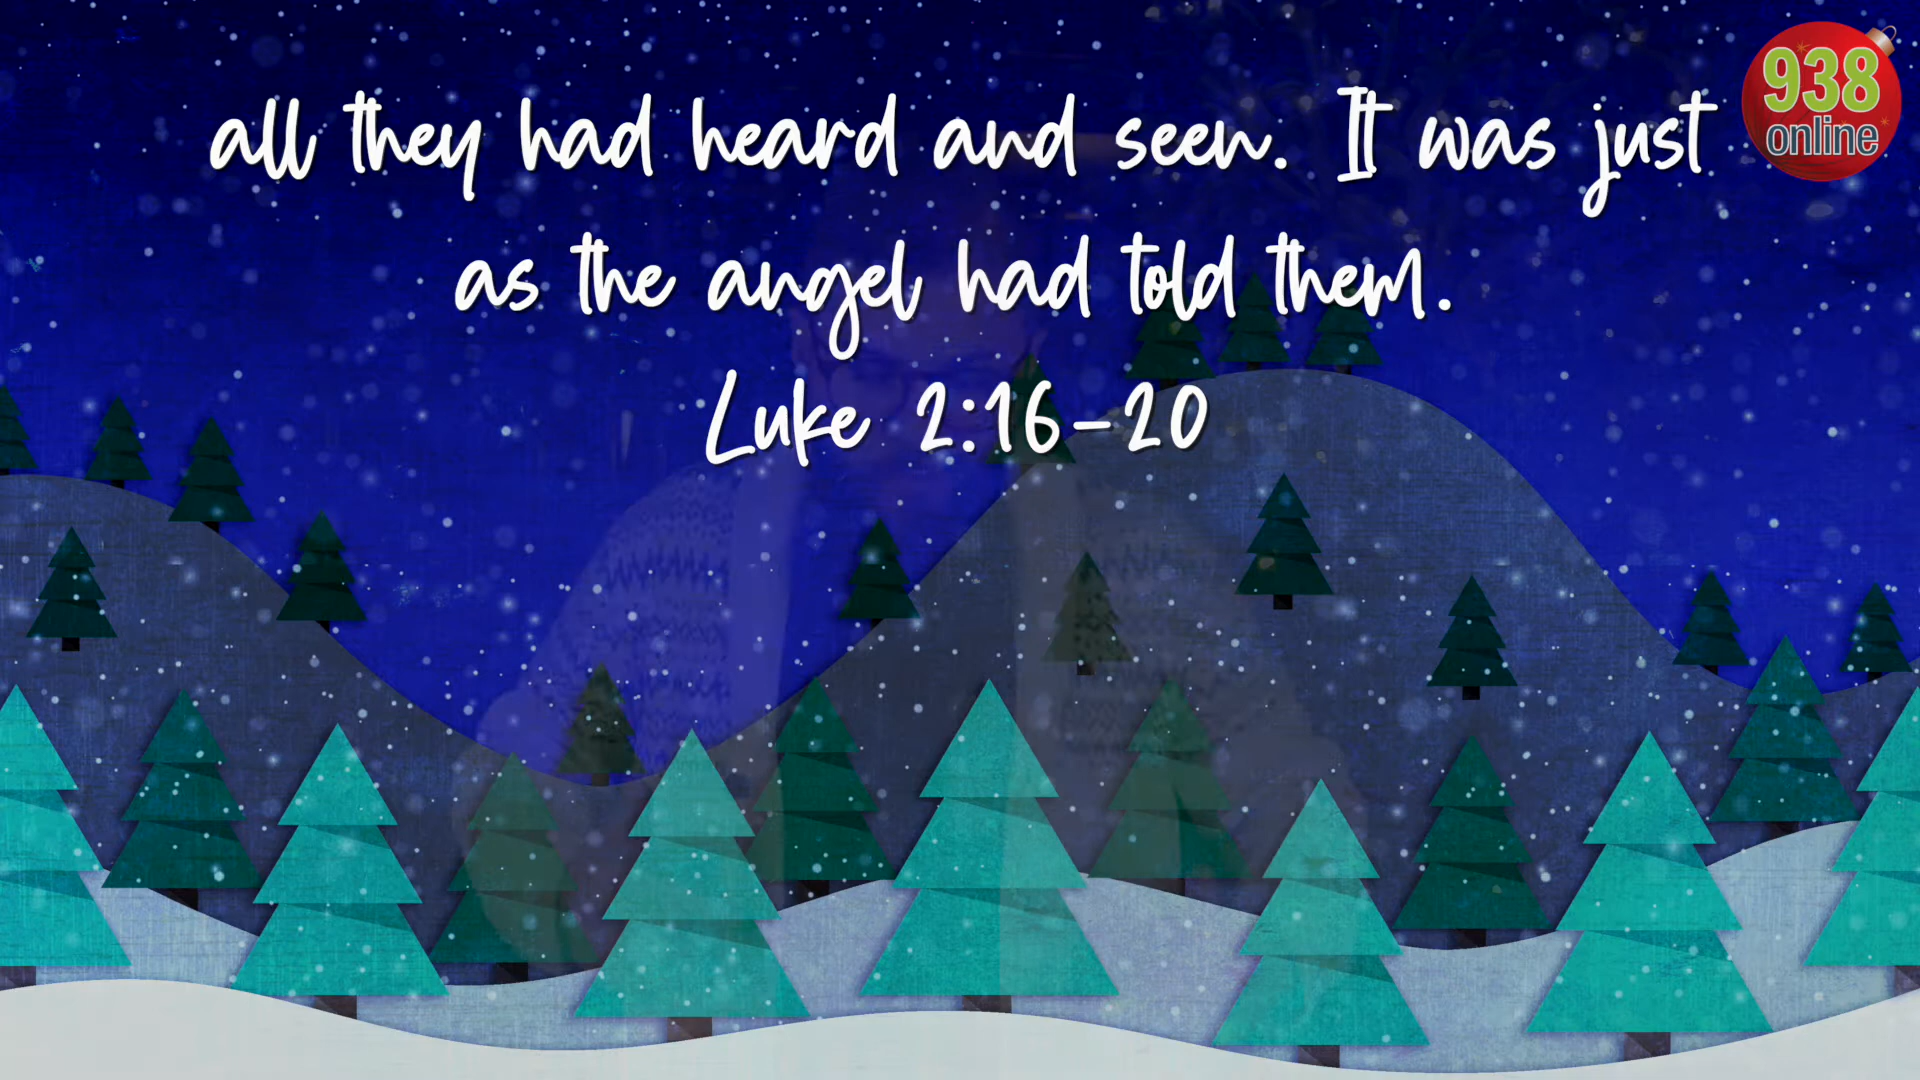 938
online
all they had heard and seen. It was just
as the angel had told them.
Luke 2:16-20